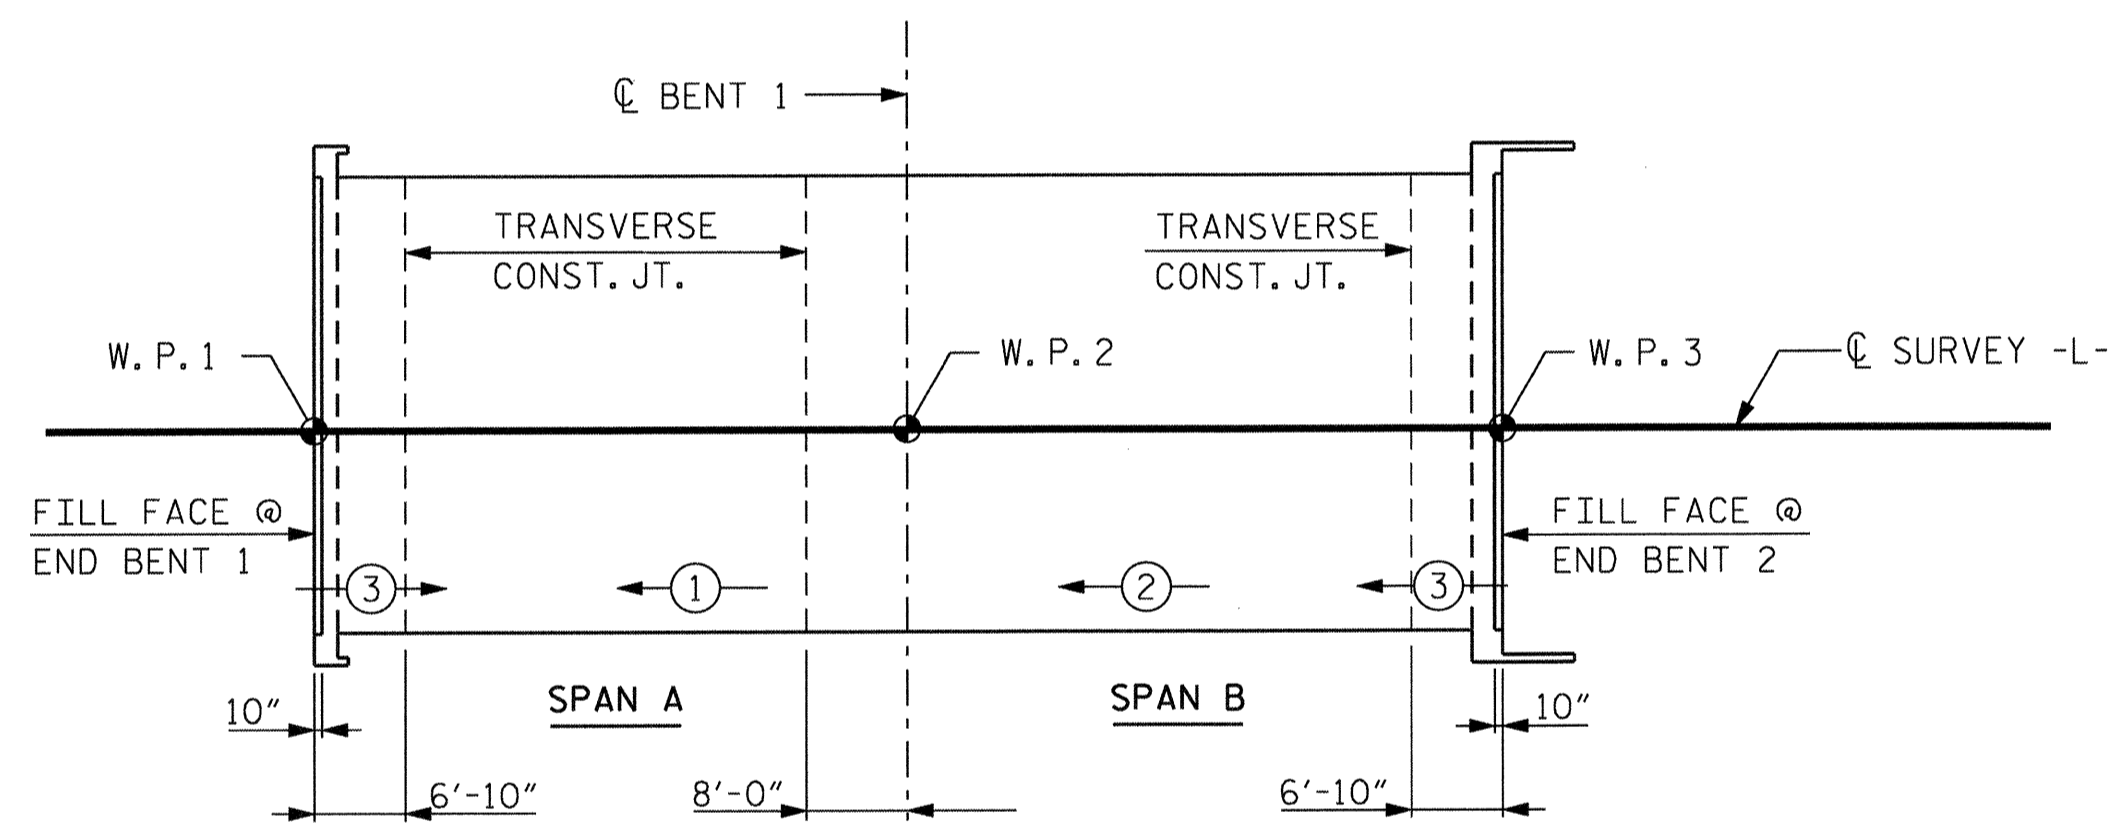 ℄ BENT 1
TRANSVERSE
CONST. JT.
TRANSVERSE
CONST. JT.
W. P. 1
W. P. 2
W. P. 3
℄ SURVEY -L-
FILL FACE @
END BENT 1
FILL FACE @
END BENT 2
3
1
2
3
SPAN A
SPAN B
10"
10"
6'-10"
8'-0"
6'-10"